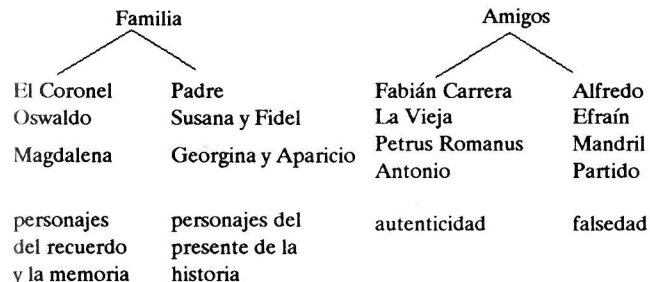 Familia
Amigos
El Coronel Padre Fabián Carrera Alfredo
Oswaldo Susana y Fidel La Vieja Efraín
Magdalena Georgina y Aparicio Petrus Romanus Mandril
Antonio Partido
personajes personajes del autenticidad falsedad
del recuerdo presente de la
y la memoria historia